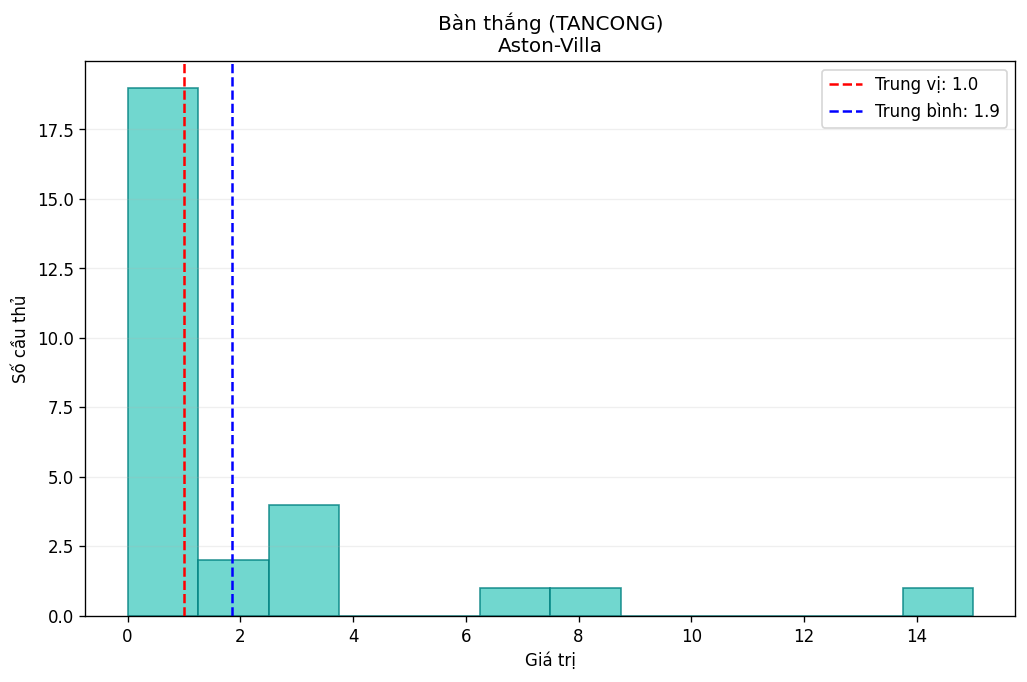 Bàn thắng (TANCONG)
Aston-Villa
Trung vị: 1.0
Trung bình: 1.9
Số cầu thủ
17.5
15.0
12.5
10.0
7.5
5.0
2.5
0.0
0 2 4 6 8 10 12 14
Giá trị